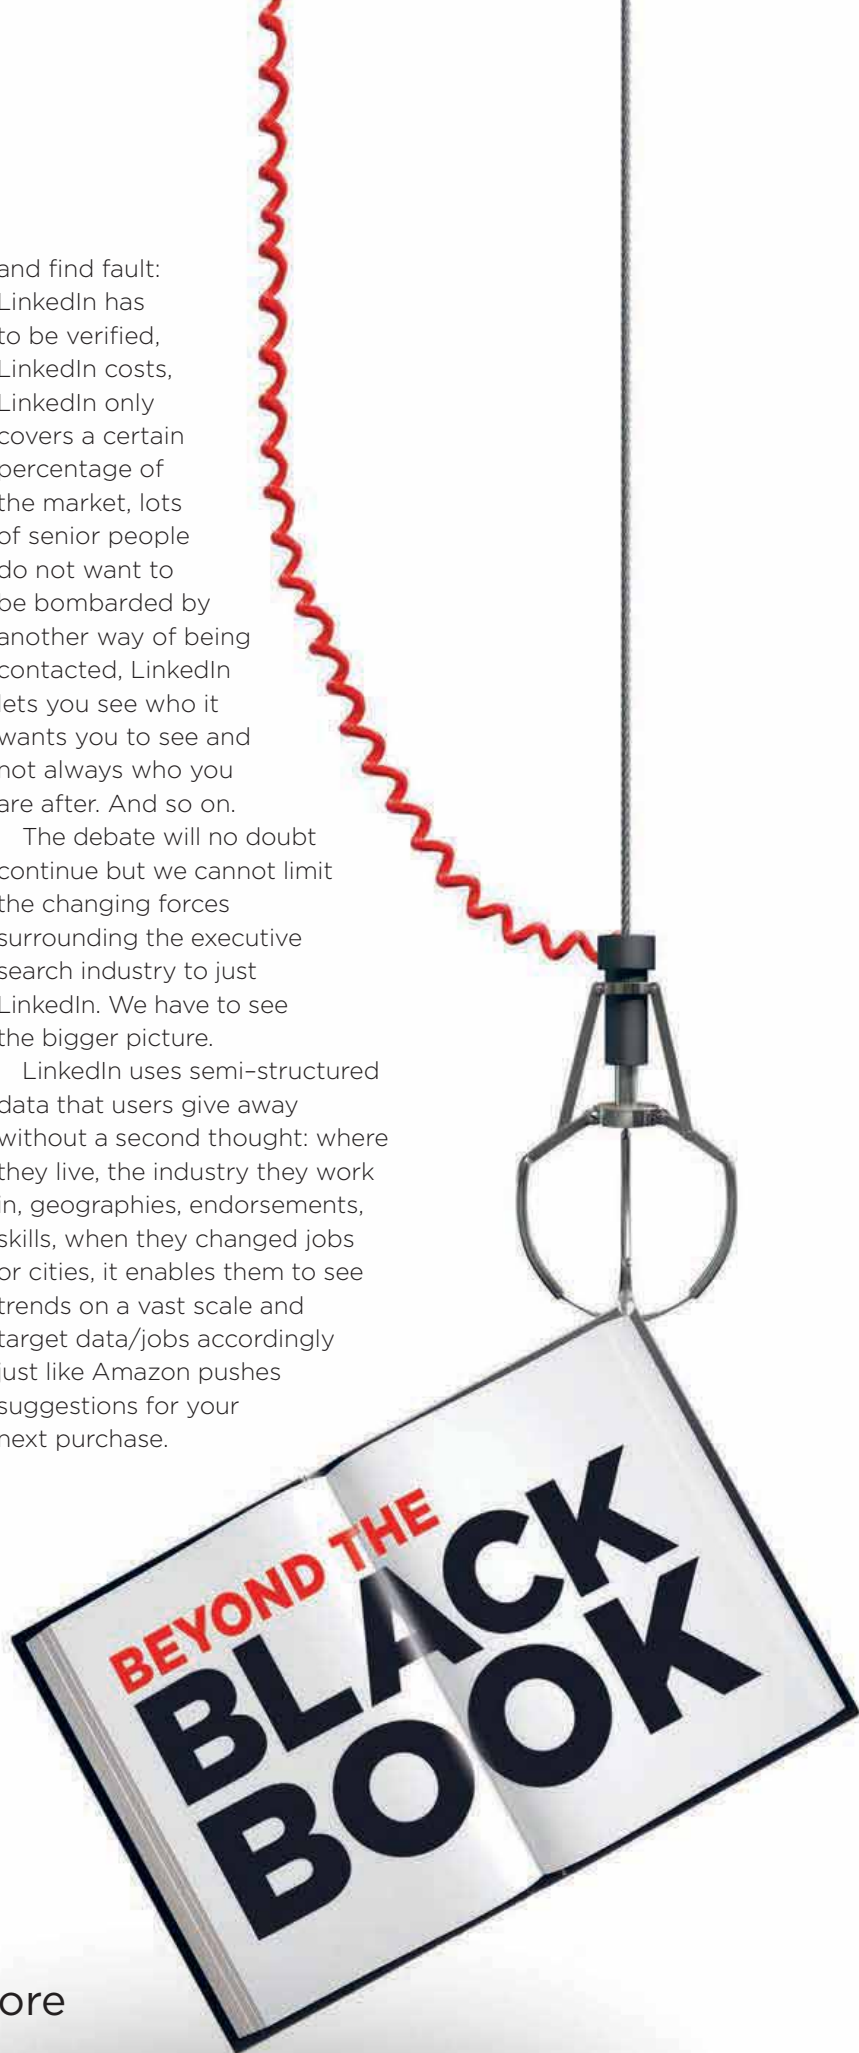 and find fault:
LinkedIn has
to be verified,
LinkedIn costs,
LinkedIn only
covers a certain
percentage of
the market, lots
of senior people
do not want to
be bombarded by
another way of being
contacted, LinkedIn
lets you see who it
wants you to see and
not always who you
are after. And so on.
The debate will no doubt
continue but we cannot limit
the changing forces
surrounding the executive
search industry to just
LinkedIn. We have to see
the bigger picture.
LinkedIn uses semi–structured
data that users give away
without a second thought: where
they live, the industry they work
in, geographies, endorsements,
skills, when they changed jobs
or cities, it enables them to see
trends on a vast scale and
target data/jobs accordingly
just like Amazon pushes
suggestions for your
next purchase.
BEYOND THE
BLACK
BOOK
ore